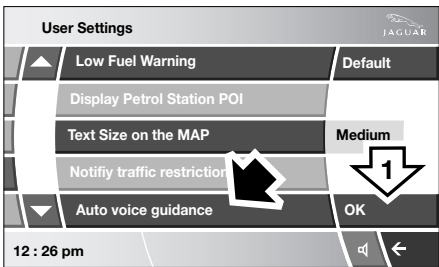 User Settings
JAGUAR
Low Fuel Warning Default
Display Petrol Station POI
Text Size on the MAP Medium
Notifiy traffic restriction
1
Auto voice guidance OK
12 : 26 pm